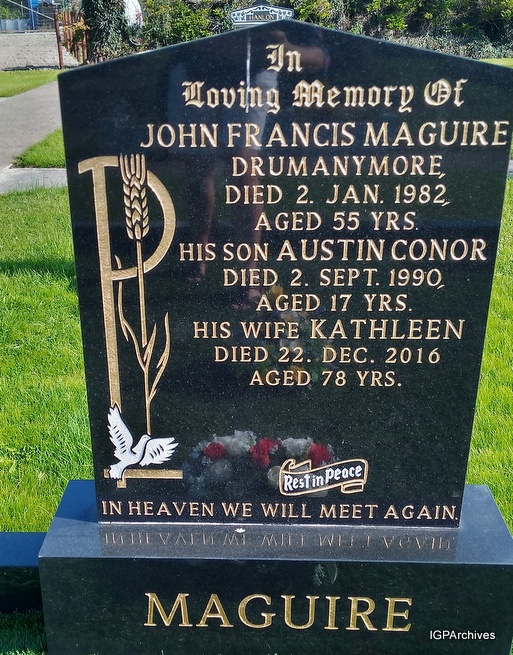 HANLON
In
Loving Memory Of
JOHN FRANCIS MAGUIRE
DRUMANYMORE,
DIED 2. JAN. 1982,
AGED 55 YRS.
HIS SON AUSTIN CONOR
DIED 2. SEPT. 1990,
AGED 17 YRS.
HIS WIFE KATHLEEN
DIED 22. DEC. 2016
AGED 78 YRS.
Rest in peace
IN HEAVEN WE WILL MEET AGAIN.
MAGUIRE
IGPArchives